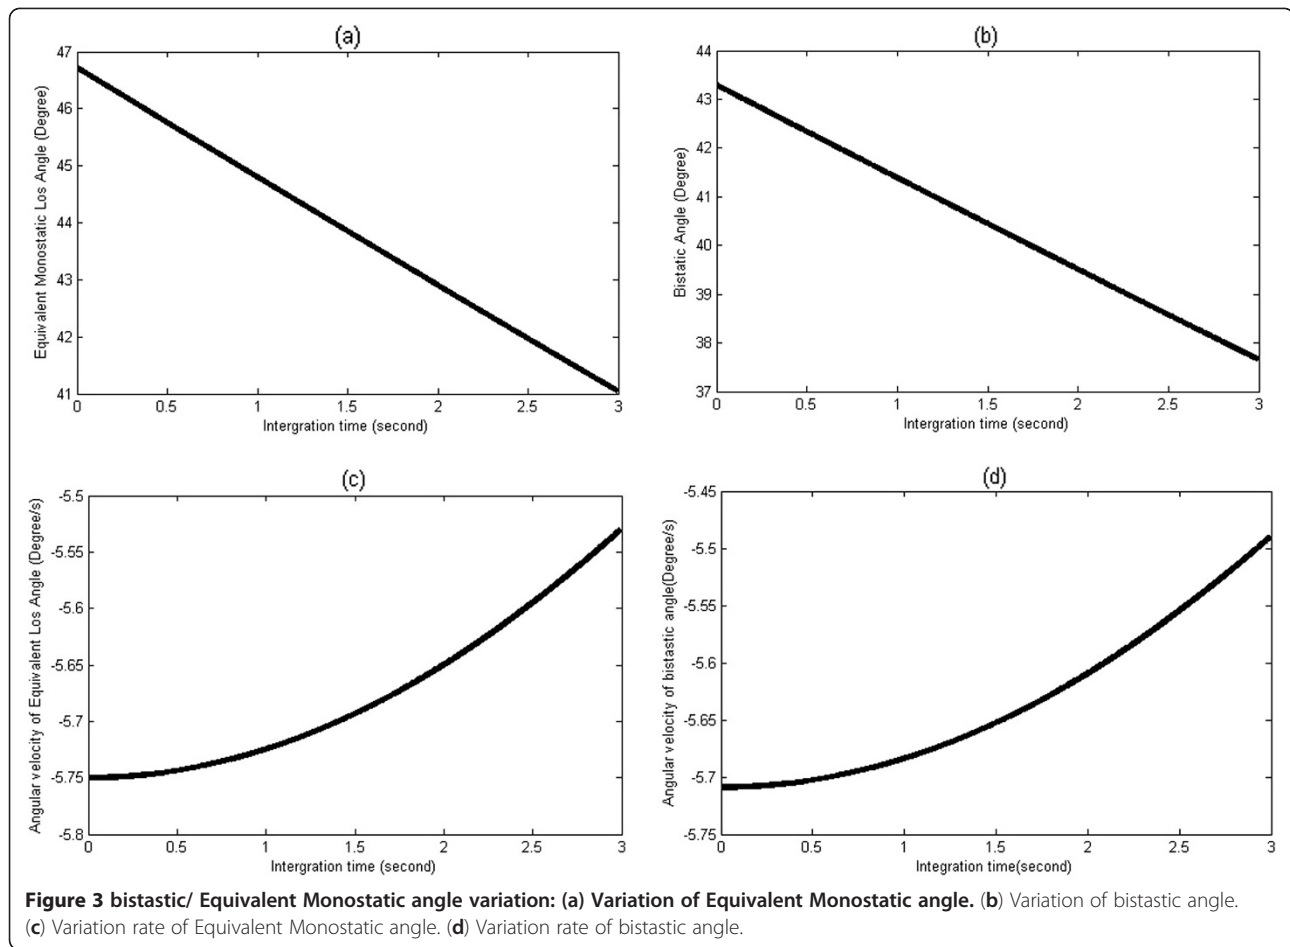 (a)
47
46
45
44
43
42
41
Equivalent Monostatic Los Angle (Degree)
0 0.5 1 1.5 2 2.5 3
Intergration time (second)
(b)
44
43
42
41
40
39
38
37
Bistatic Angle (Degree)
0 0.5 1 1.5 2 2.5 3
Intergration time (second)
(c)
-5.5
-5.55
-5.6
-5.65
-5.7
-5.75
-5.8
Angular velocity of Equivalent Los Angle (Degree/s)
0 0.5 1 1.5 2 2.5 3
Intergration time (second)
(d)
-5.45
-5.5
-5.55
-5.6
-5.65
-5.7
-5.75
Angular velocity of bistastic angle(Degree/s)
0 0.5 1 1.5 2 2.5 3
Integration time(second)
Figure 3 bistastic/ Equivalent Monostatic angle variation: (a) Variation of Equivalent Monostatic angle. (b) Variation of bistastic angle.
(c) Variation rate of Equivalent Monostatic angle. (d) Variation rate of bistastic angle.